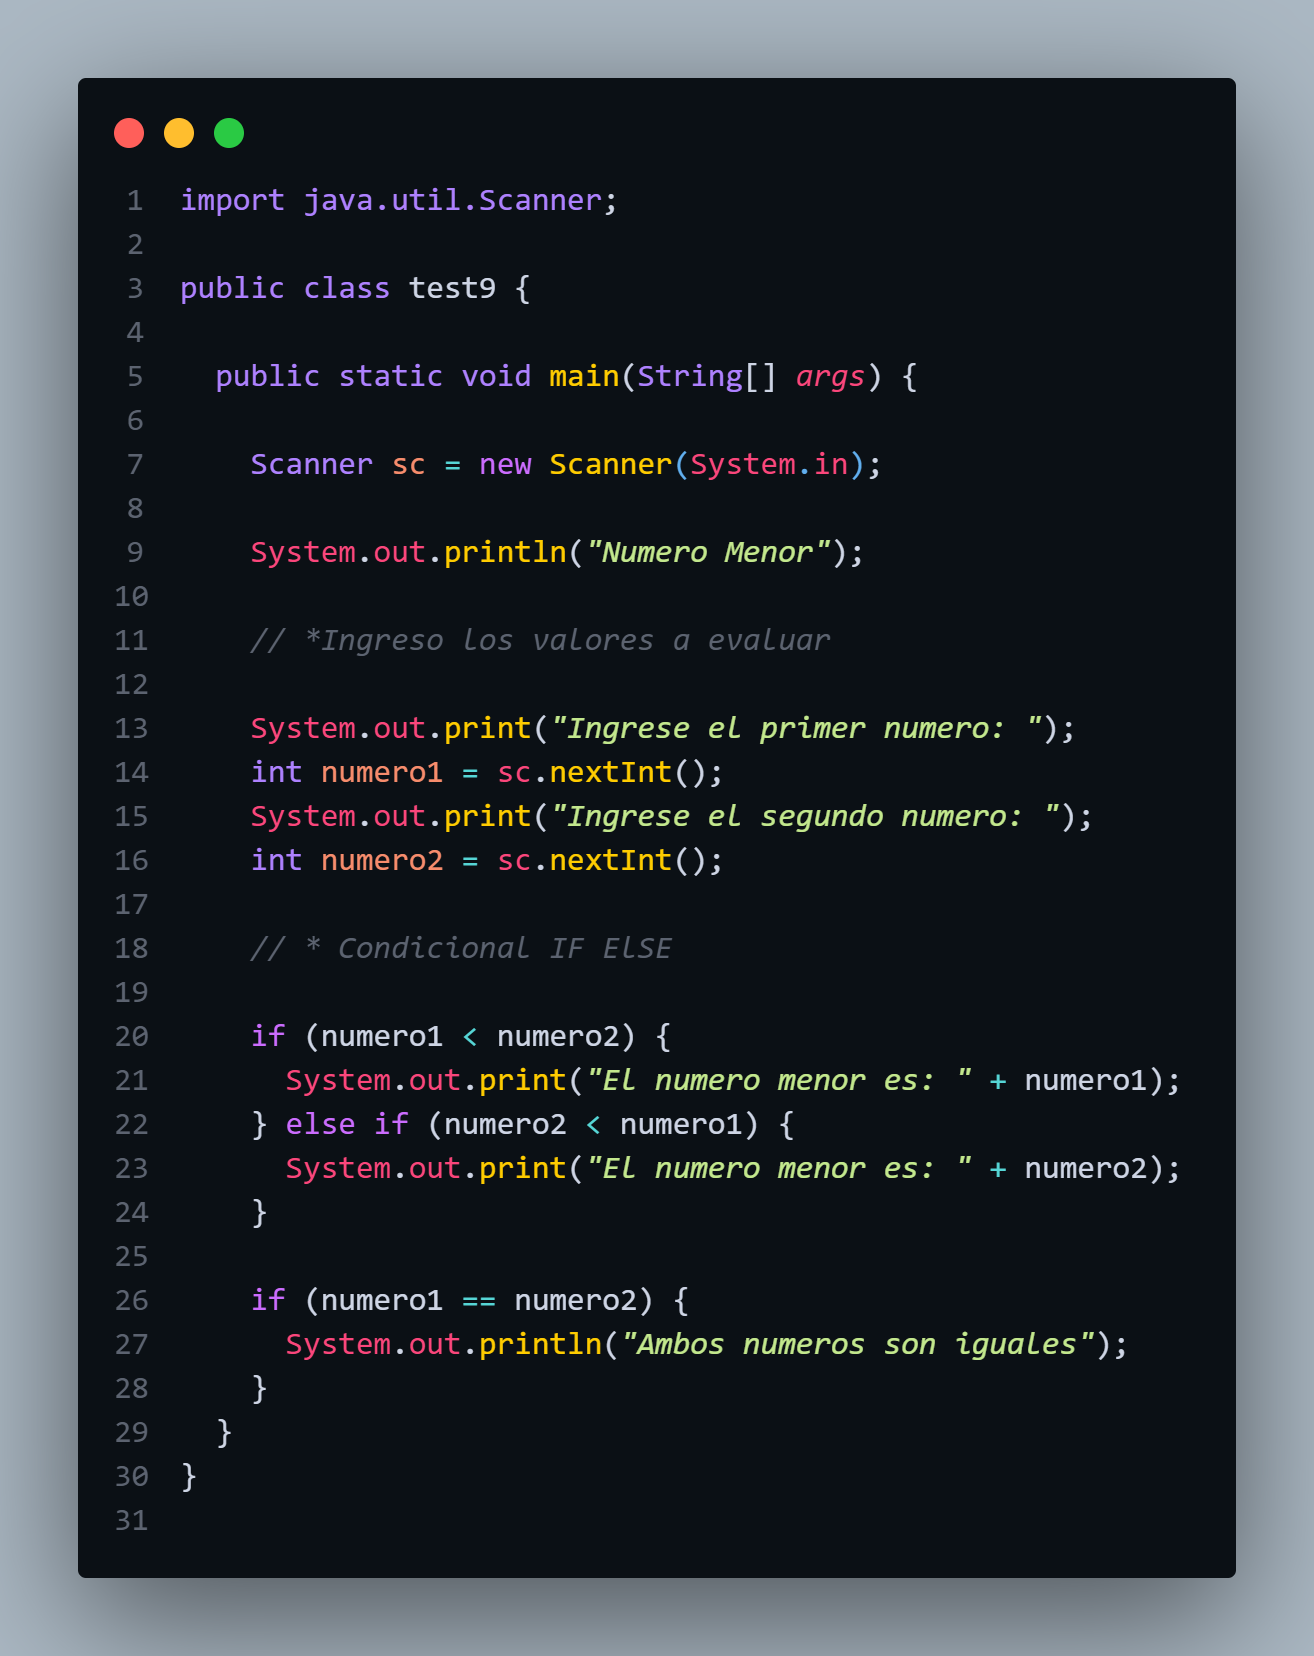 1 import java.util.Scanner;
2
3 public class test9 {
4
5   public static void main(String[] args) {
6
7     Scanner sc = new Scanner(System.in);
8
9     System.out.println("Numero Menor");
10
11     // *Ingreso los valores a evaluar
12
13     System.out.print("Ingrese el primer numero: ");
14     int numero1 = sc.nextInt();
15     System.out.print("Ingrese el segundo numero: ");
16     int numero2 = sc.nextInt();
17
18     // * Condicional IF ElSE
19
20     if (numero1 < numero2) {
21       System.out.print("El numero menor es: " + numero1);
22     } else if (numero2 < numero1) {
23       System.out.print("El numero menor es: " + numero2);
24     }
25
26     if (numero1 == numero2) {
27       System.out.println("Ambos numeros son iguales");
28     }
29   }
30 }
31